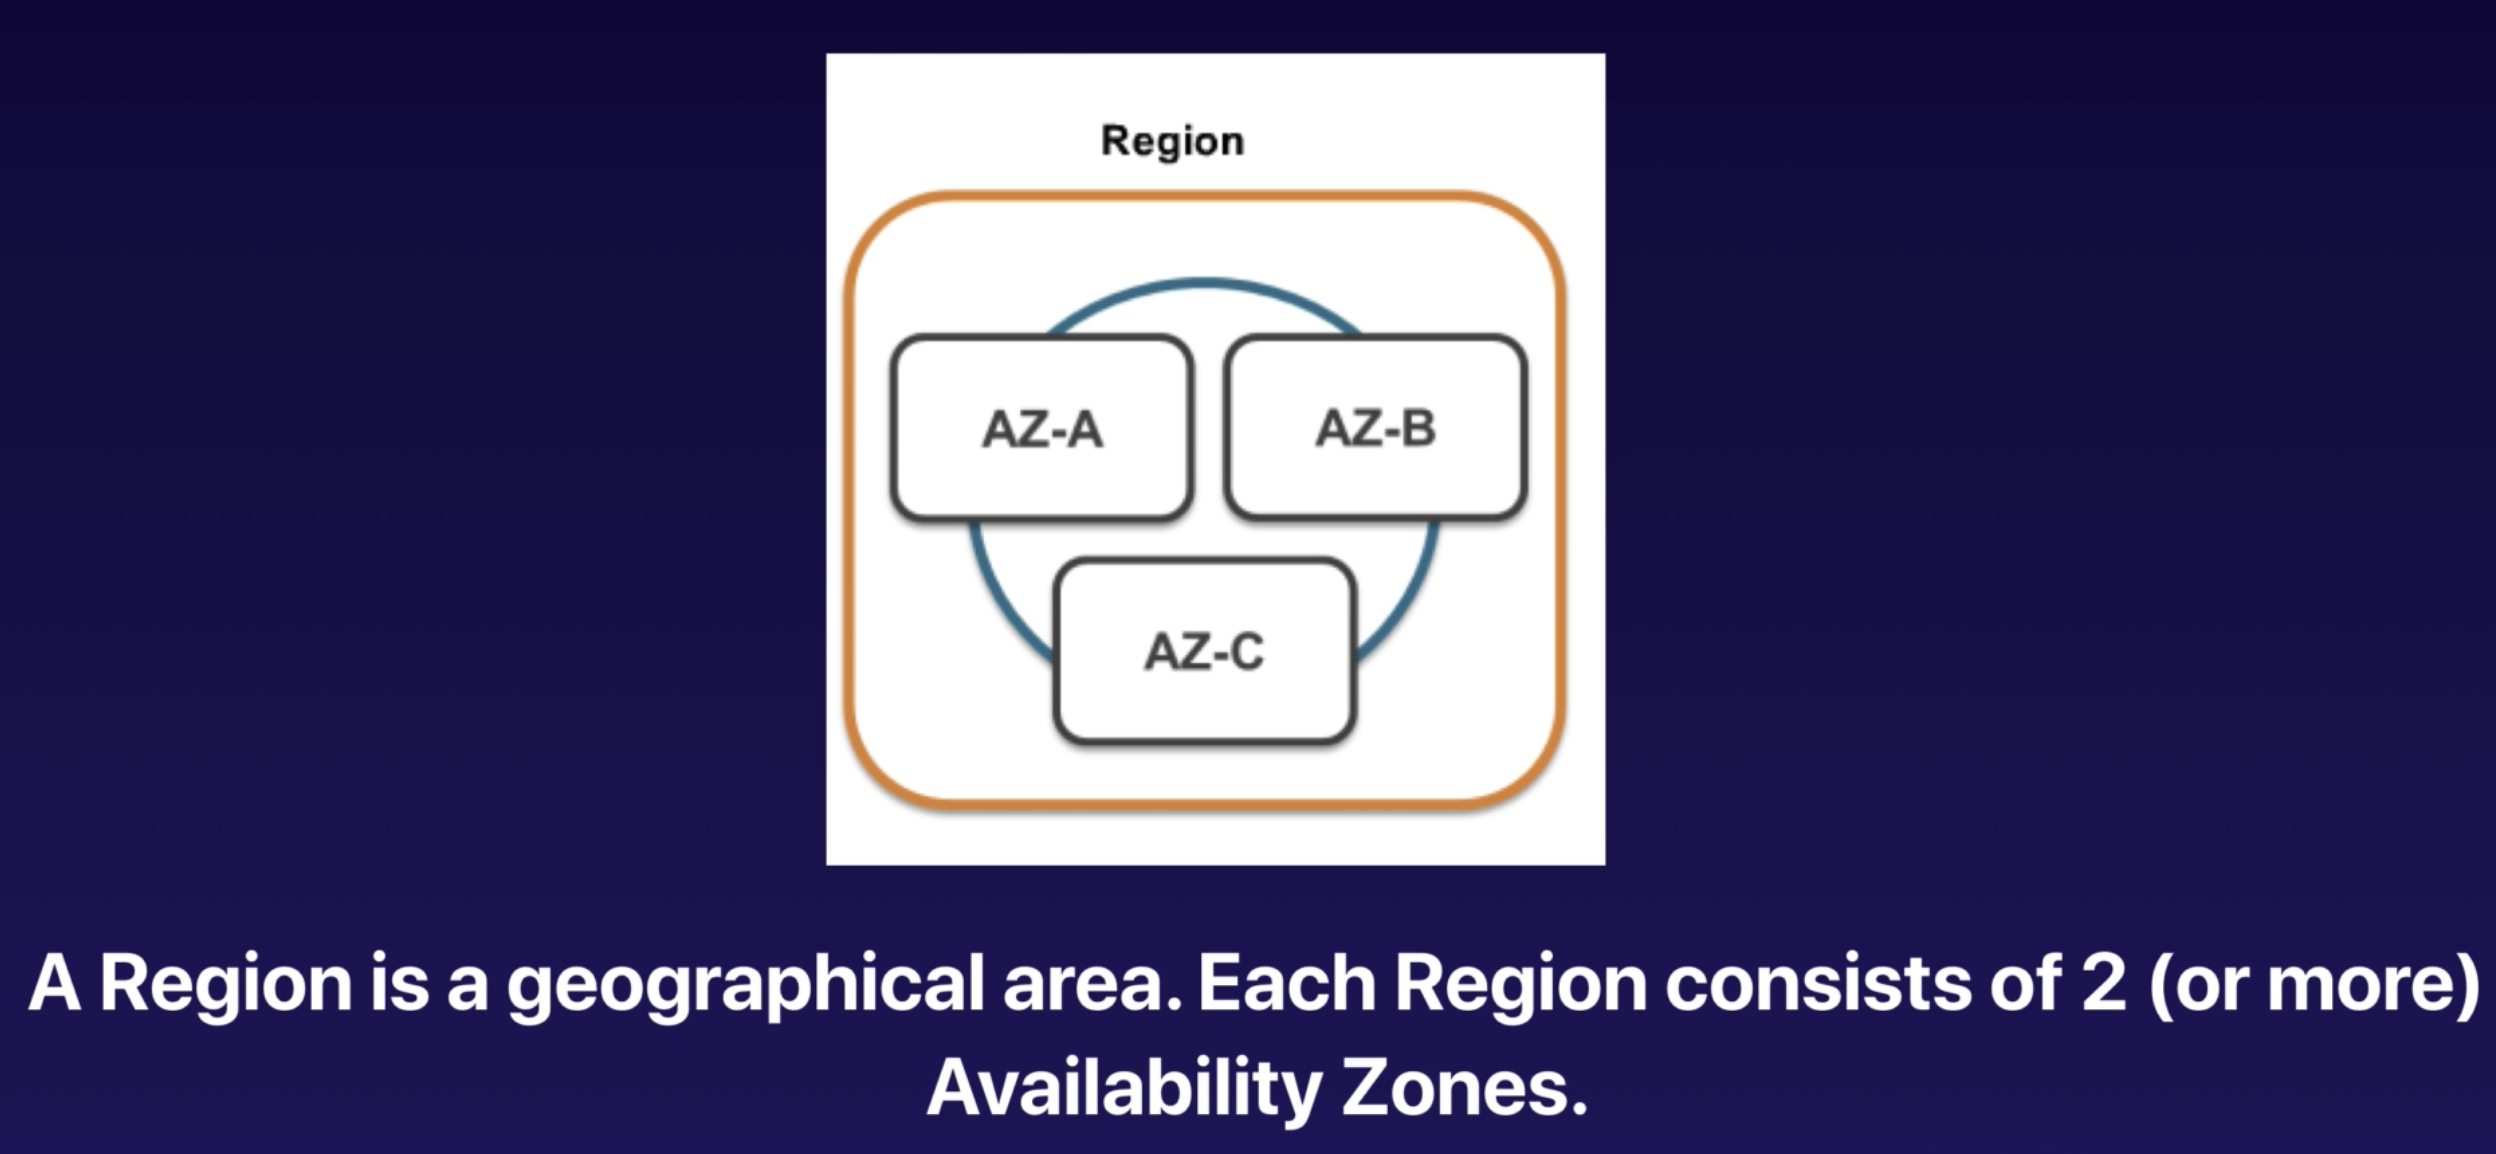 Region
AZ-A
AZ-B
AZ-C
A Region is a geographical area. Each Region consists of 2 (or more)
Availability Zones.